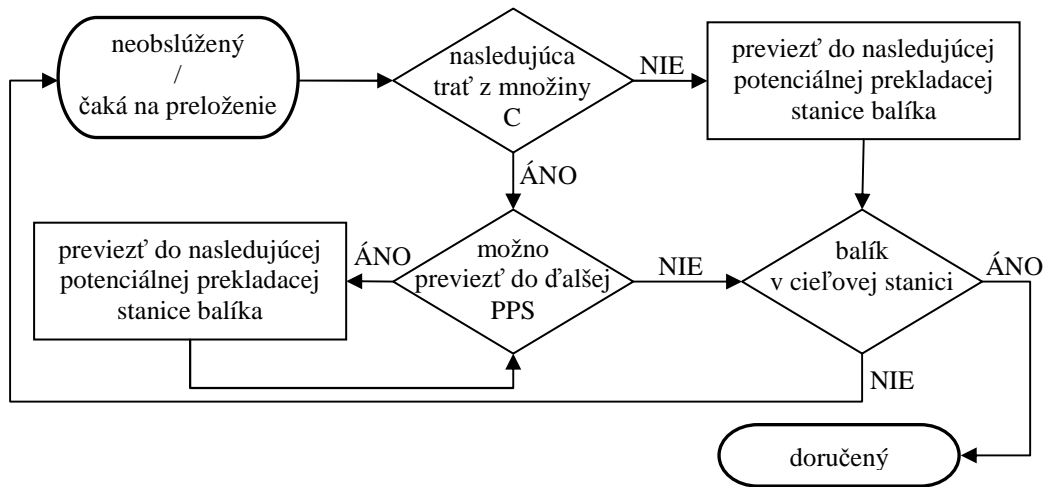 neobslúžený
/
čaká na preloženie
nasledujúca
trať z množiny
C
NIE
previezť do nasledujúcej
potenciálnej prekladacej
stanice balíka
ÁNO
previezť do nasledujúcej
potenciálnej prekladacej
stanice balíka
ÁNO
možno
previezť do ďalšej
PPS
NIE
balík
v cieľovej stanici
ÁNO
NIE
doručený